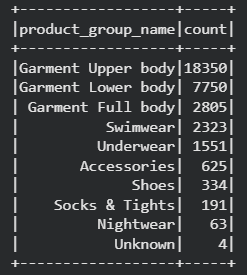 +------------------+-----+
|product_group_name|count|
+------------------+-----+
|Garment Upper body|18350|
|Garment Lower body| 7750|
| Garment Full body| 2805|
|          Swimwear| 2323|
|         Underwear| 1551|
|       Accessories|  625|
|             Shoes|  334|
|    Socks & Tights|  191|
|         Nightwear|   63|
|           Unknown|    4|
+------------------+-----+